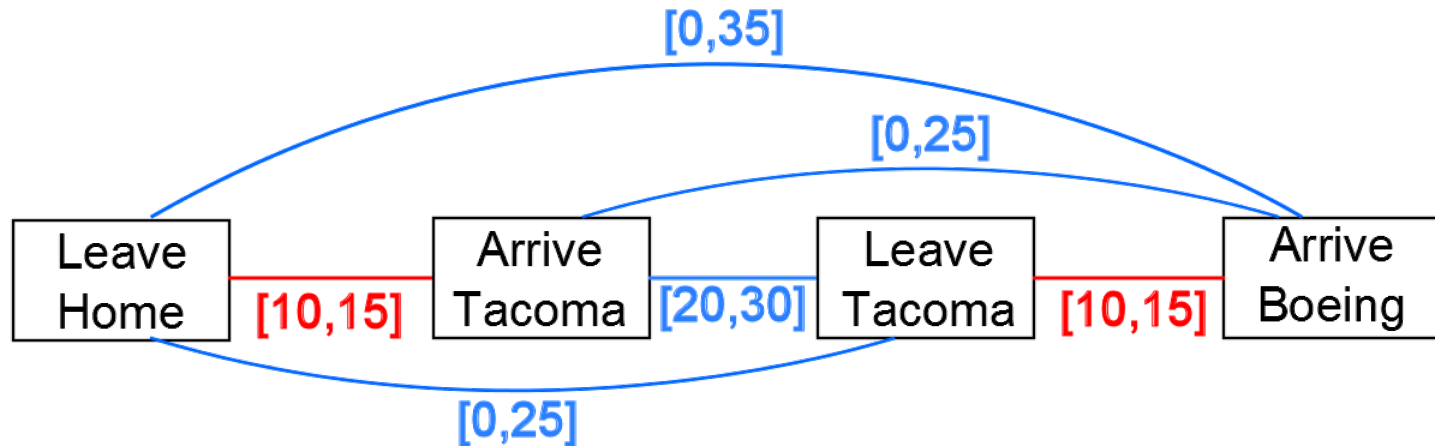 [0,35]
[0,25]
Leave
Home
[10,15]
Arrive
Tacoma
[20,30]
Leave
Tacoma
[10,15]
Arrive
Boeing
[0,25]